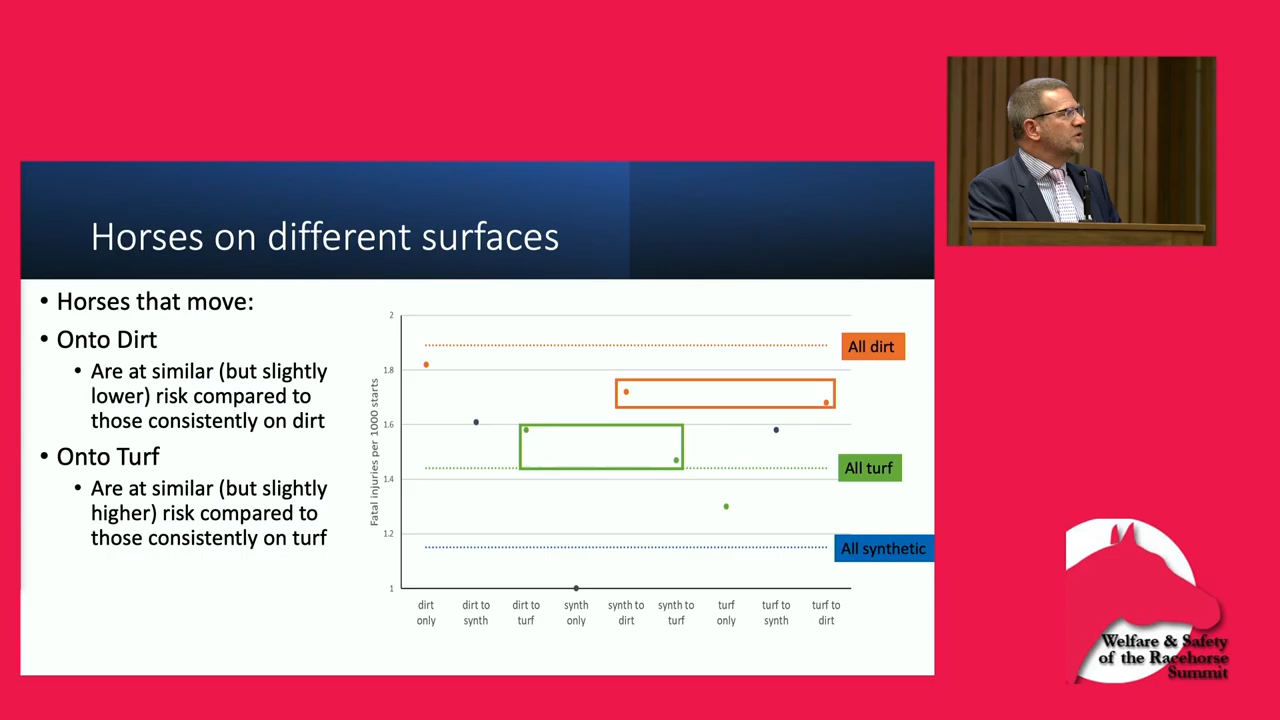 Horses on different surfaces
• Horses that move:
• Onto Dirt
• Are at similar (but slightly
lower) risk compared to
those consistently on dirt
• Onto Turf
• Are at similar (but slightly
higher) risk compared to
those consistently on turf
Fatal injuries per 1000 starts
2
1.8
1.6
1.4
1.2
1
All dirt
All turf
All synthetic
dirt
only
dirt to
synth
dirt to
turf
synth
only
synth to
dirt
synth to
turf
turf
only
turf to
synth
turf to
dirt
Welfare & Safety
of the Racehorse
Summit